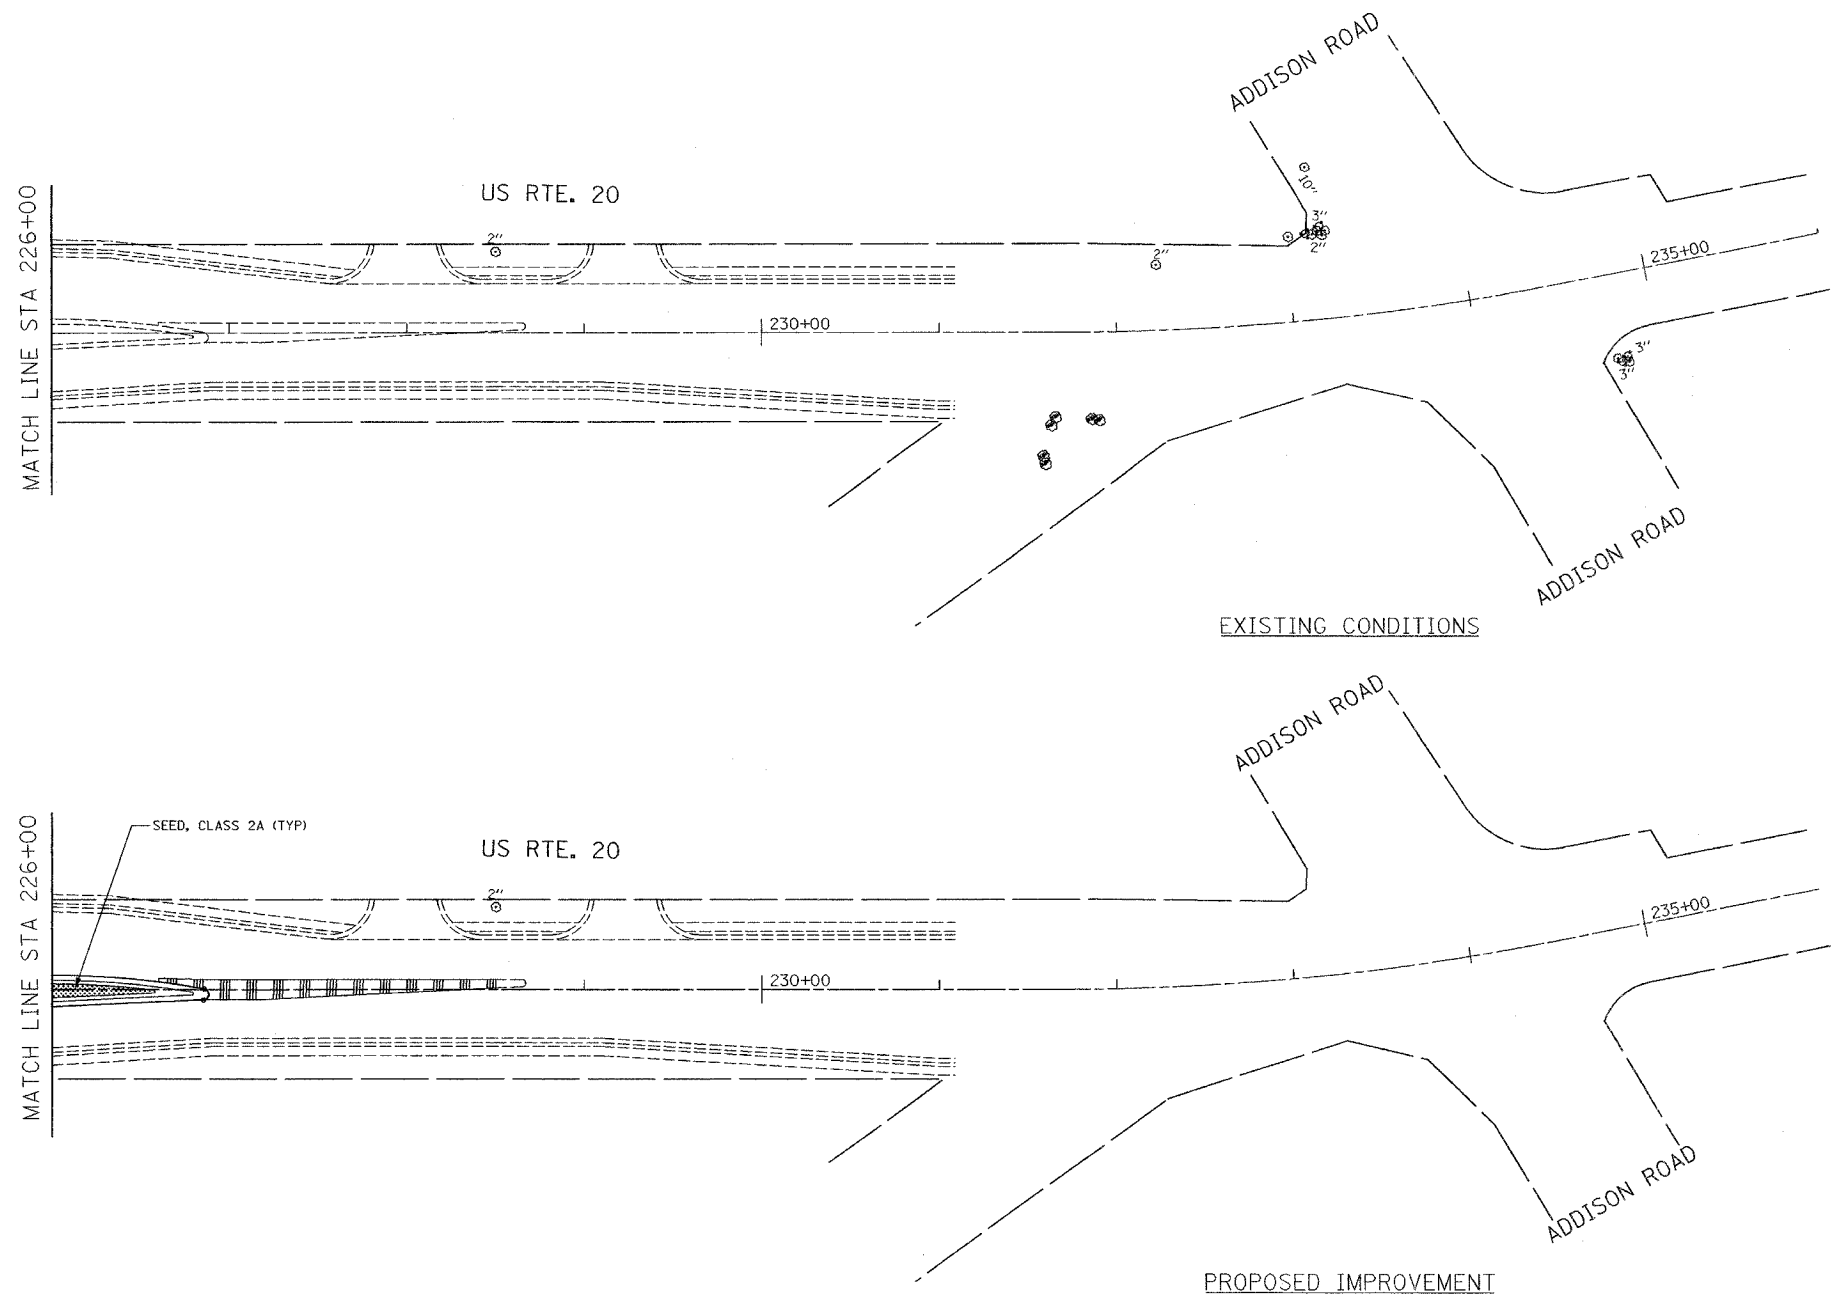 ADDISON ROAD
US RTE. 20
MATCH LINE STA 226+00
2"
10"
3"
2"
2"
235+00
230+00
3"
3"
ADDISON ROAD
EXISTING CONDITIONS
ADDISON ROAD
SEED, CLASS 2A (TYP)
US RTE. 20
MATCH LINE STA 226+00
2"
235+00
230+00
ADDISON ROAD
PROPOSED IMPROVEMENT